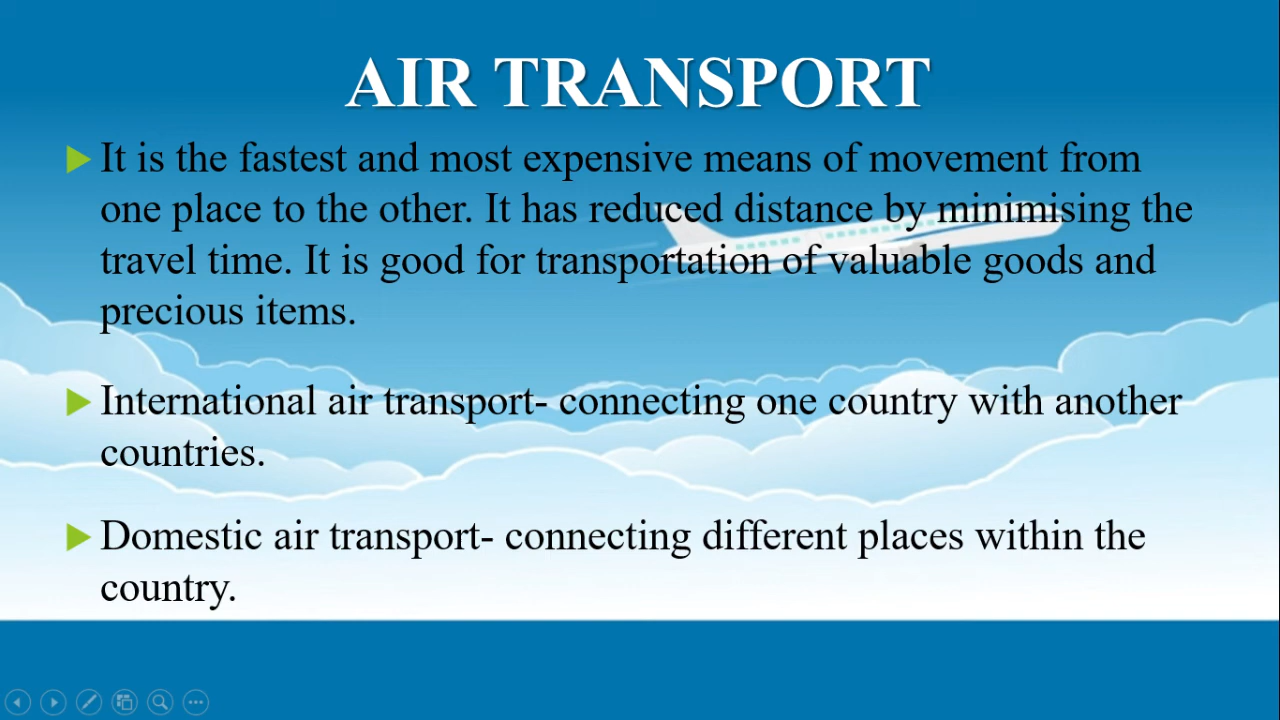 AIR TRANSPORT
It is the fastest and most expensive means of movement from
one place to the other. It has reduced distance by minimising the
travel time. It is good for transportation of valuable goods and
precious items.
International air transport- connecting one country with another
countries.
Domestic air transport- connecting different places within the
country.